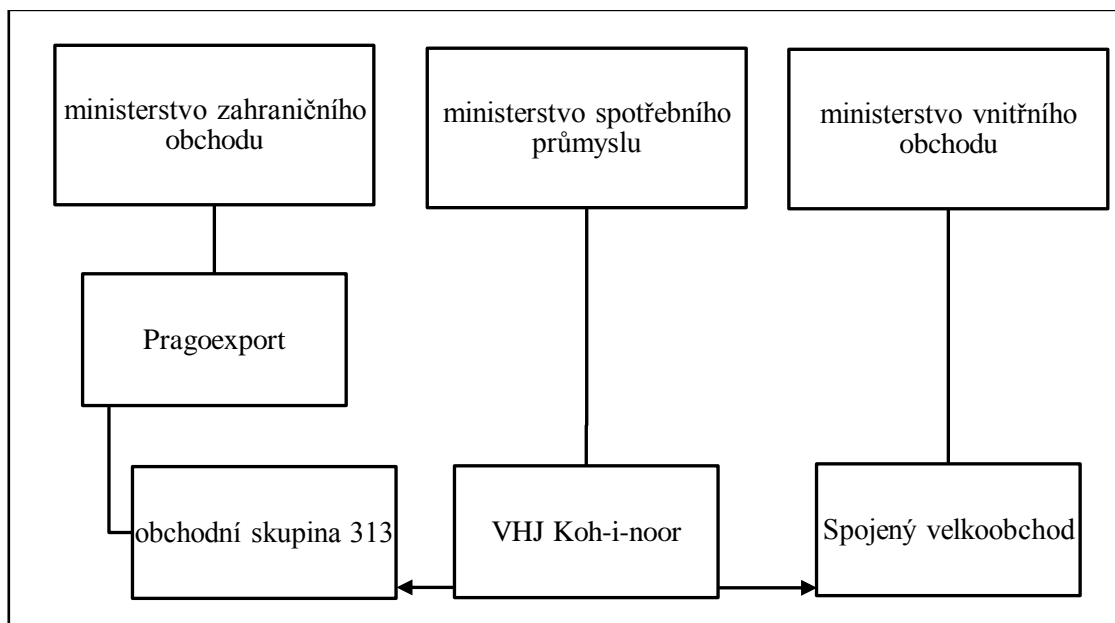 ministerstvo zahraničního
obchodu
ministerstvo spotřebního
průmyslu
ministerstvo vnitřního
obchodu
Pragoexport
obchodní skupina 313
VHJ Koh-i-noor
Spojený velkoobchod